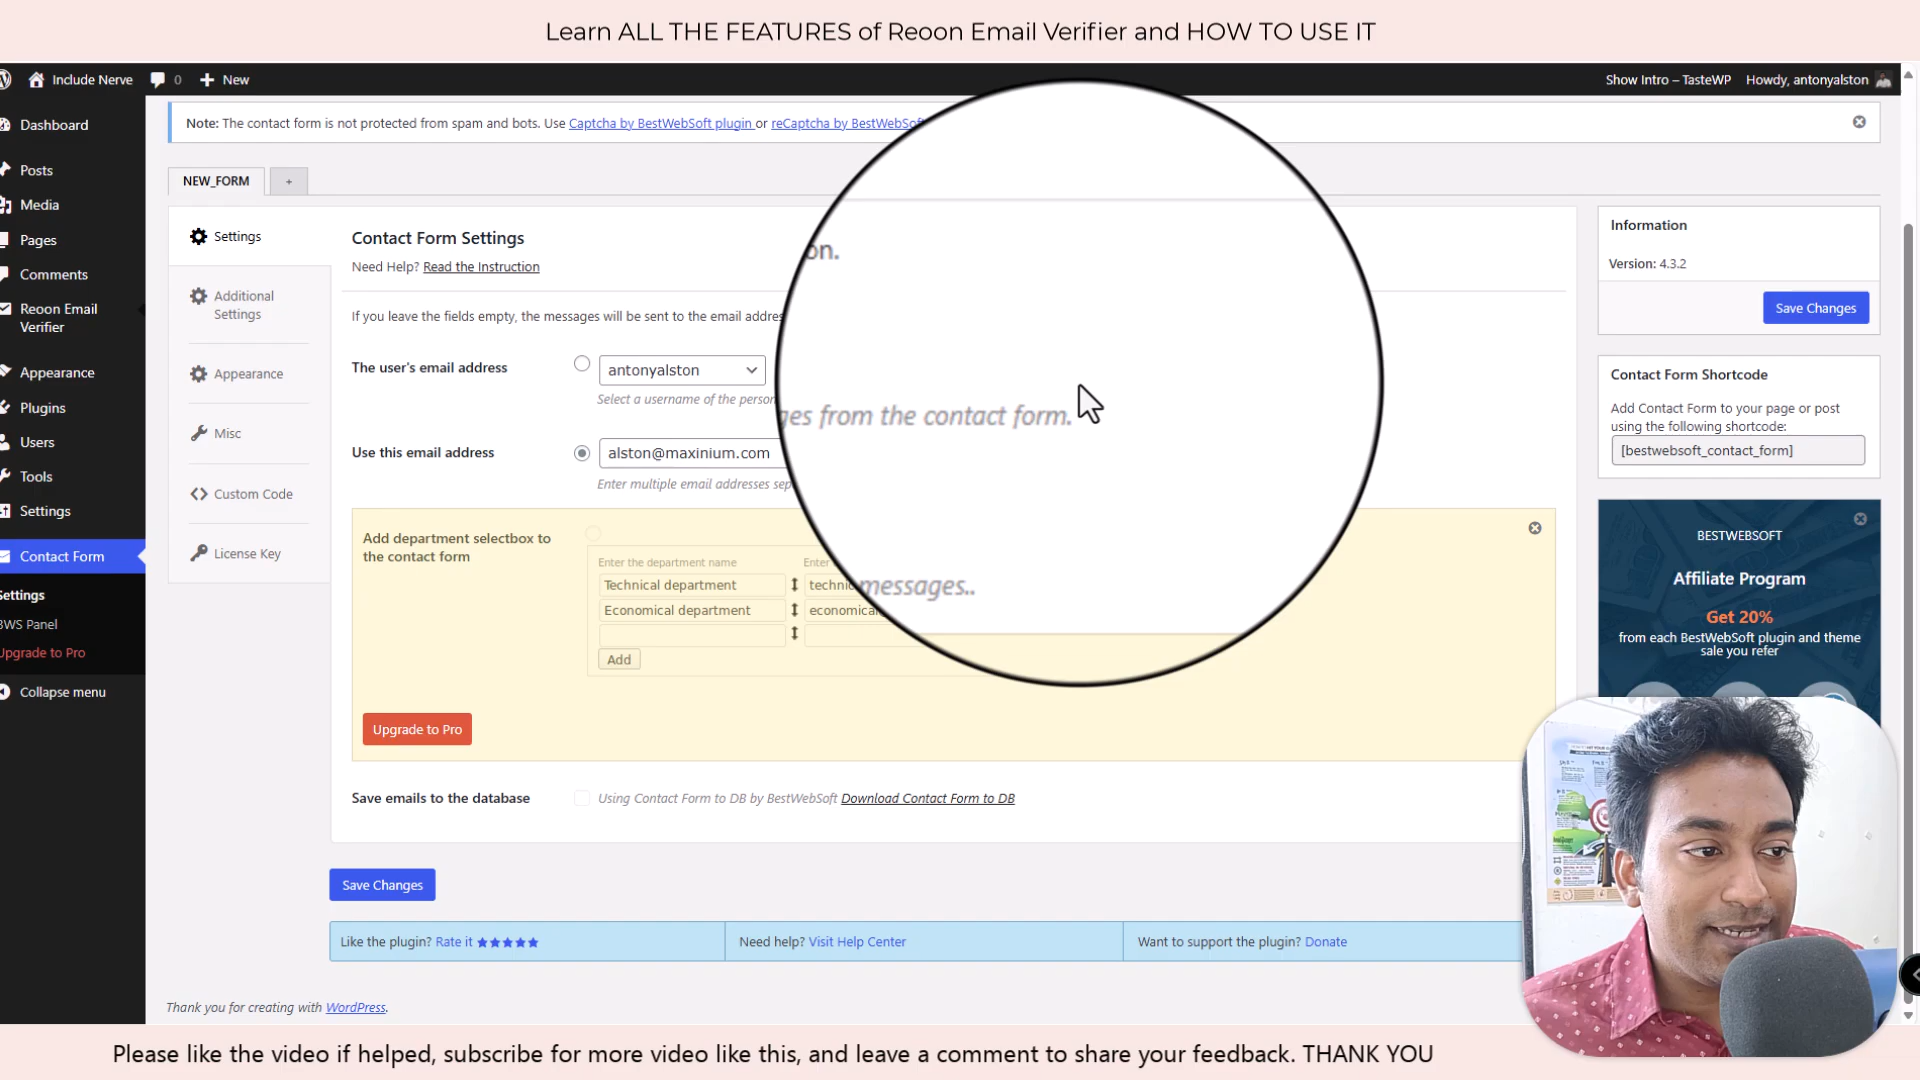 Learn ALL THE FEATURES of Reoon Email Verifier and HOW TO USE IT
Include Nerve
0
New
Show Intro – TasteWP
Howdy, antonyalston
Dashboard
Posts
Media
Pages
Comments
Reoon Email
Verifier
Appearance
Plugins
Users
Tools
Settings
Contact Form
Settings
BWS Panel
Upgrade to Pro
Collapse menu
Note: The contact form is not protected from spam and bots. Use Captcha by BestWebSoft plugin or reCaptcha by BestWebSoft
NEW_FORM
+
Settings
Additional
Settings
Appearance
Misc
Custom Code
License Key
Contact Form Settings
Need Help? Read the Instruction
If you leave the fields empty, the messages will be sent to the email addre
on.
The user's email address
antonyalston
Select a username of the person
ges from the contact form.
Use this email address
alston@maxinium.com
Enter multiple email addresses sep
messages..
Add department selectbox to
the contact form
Enter the department name
Enter
Technical department
technic
Economical department
economical
Add
Upgrade to Pro
Save emails to the database
Using Contact Form to DB by BestWebSoft Download Contact Form to DB
Save Changes
Like the plugin? Rate it
Need help? Visit Help Center
Want to support the plugin? Donate
Thank you for creating with WordPress.
Information
Version: 4.3.2
Save Changes
Contact Form Shortcode
Add Contact Form to your page or post
using the following shortcode:
[bestwebsoft_contact_form]
BESTWEBSOFT
Affiliate Program
Get 20%
from each BestWebSoft plugin and theme
sale you refer
Please like the video if helped, subscribe for more video like this, and leave a comment to share your feedback. THANK YOU